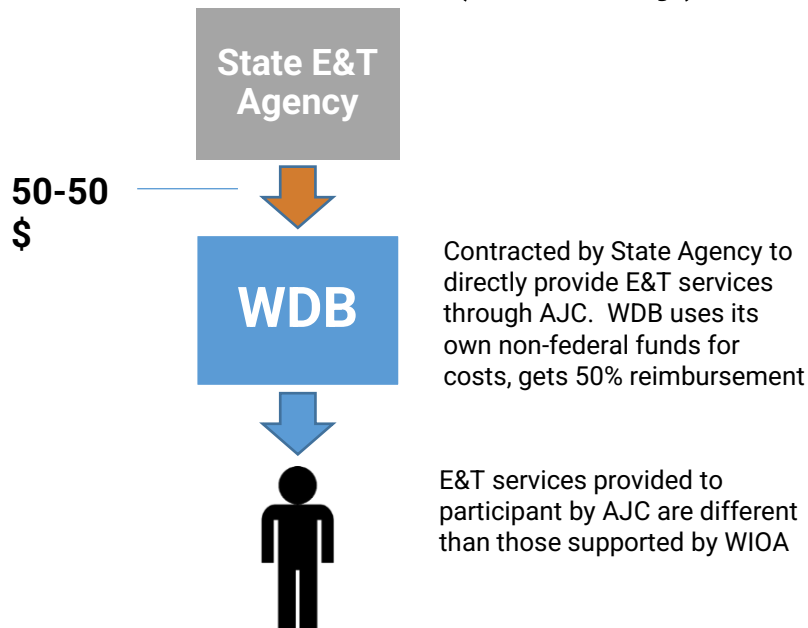 State E&T
Agency
50-50
$
WDB
Contracted by State Agency to
directly provide E&T services
through AJC.  WDB uses its
own non-federal funds for
costs, gets 50% reimbursement
E&T services provided to
participant by AJC are different
than those supported by WIOA